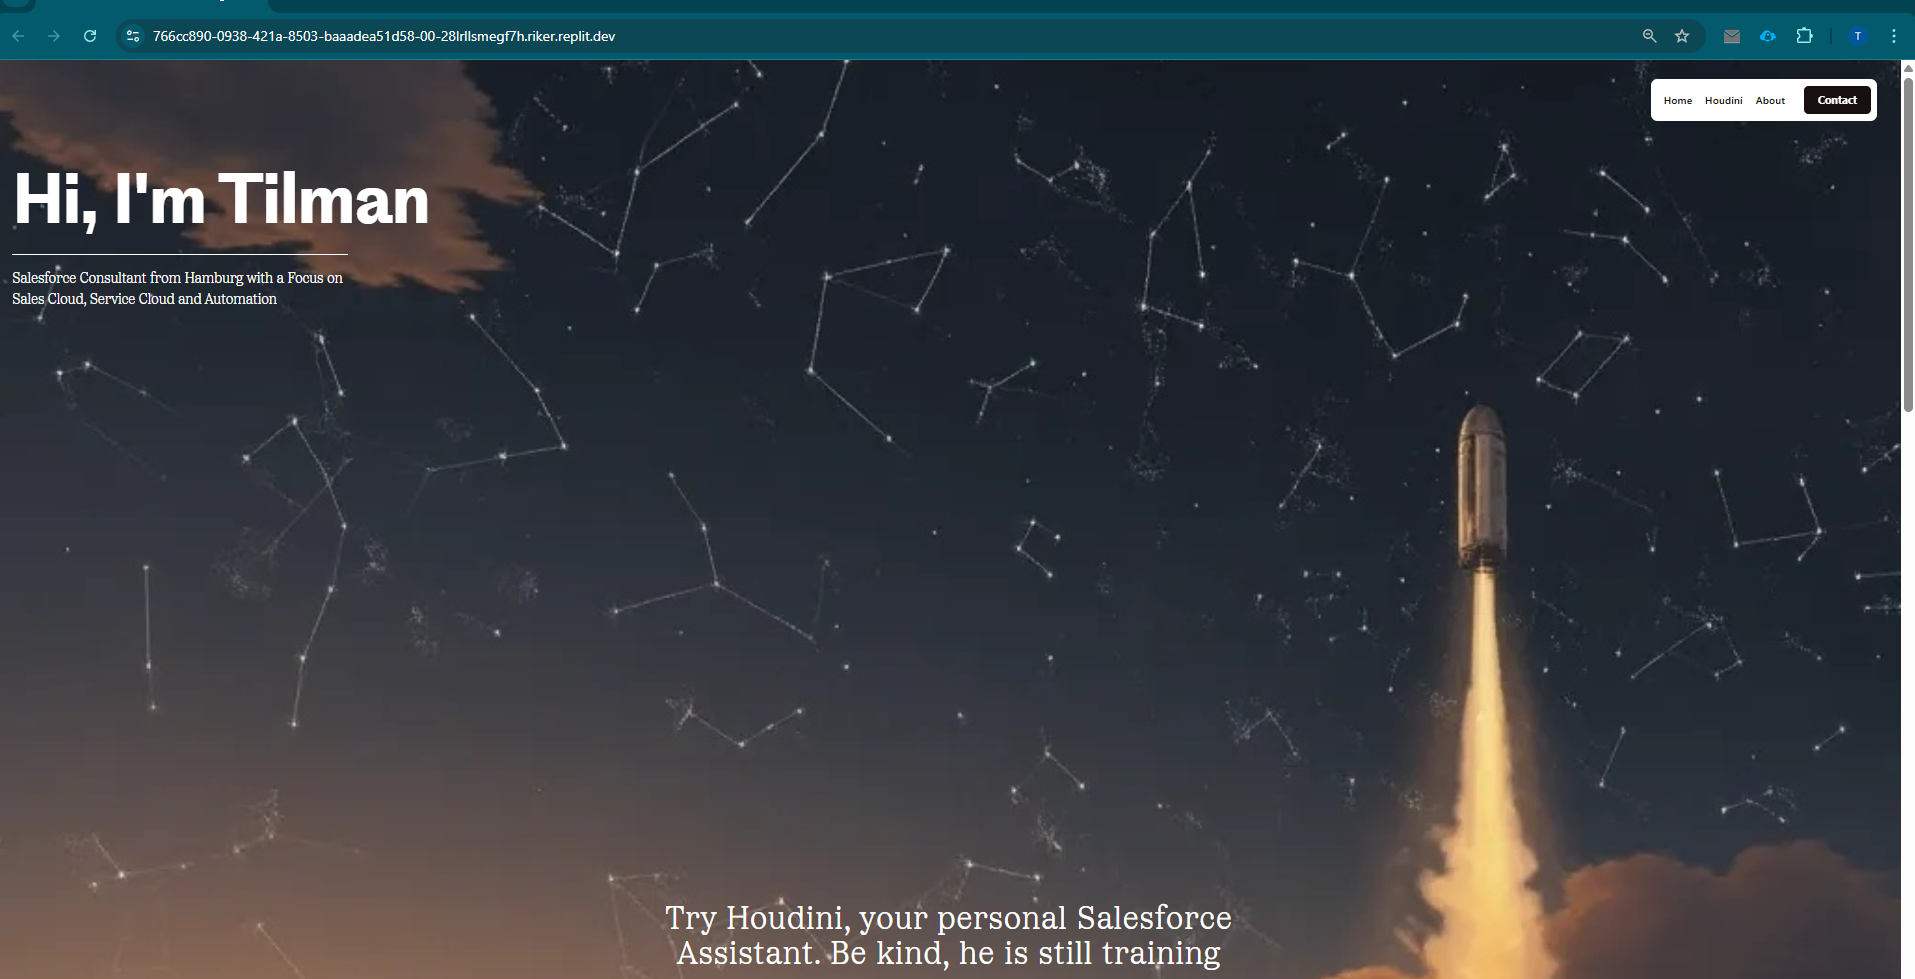 766cc890-0938-421a-8503-baaadea51d58-00-28lrllsmegf7h.riker.replit.dev
T
Home Houdini About Contact
Hi, I'm Tilman
Salesforce Consultant from Hamburg with a Focus on
Sales Cloud, Service Cloud and Automation
Try Houdini, your personal Salesforce
Assistant. Be kind, he is still training